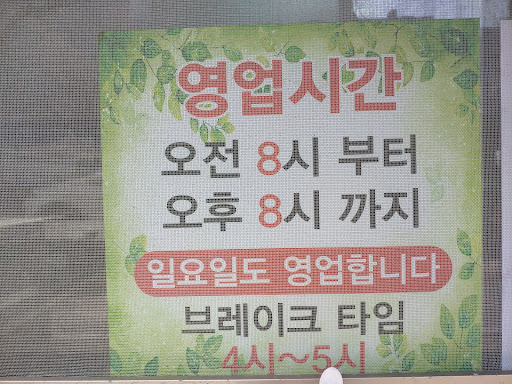 영업시간
오전 8시 부터
오후 8시 까지
일요일도 영업합니다
브레이크 타임
4시~5시